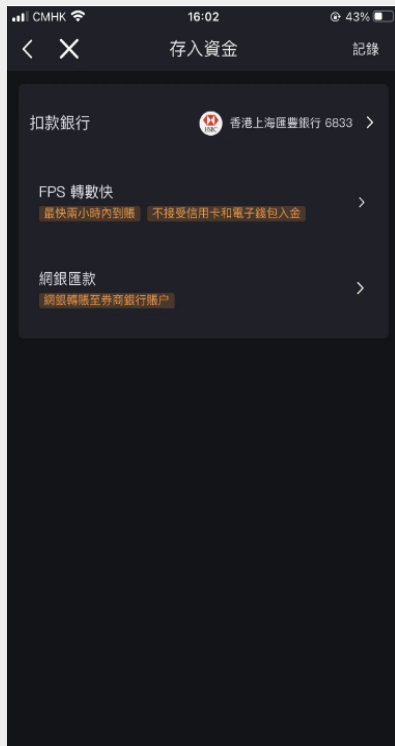 CMHK 16:02 43%
存入資金 記錄
扣款銀行 HSBC 香港上海匯豐銀行 6833
FPS 轉數快
最快兩小時內到賬 不接受信用卡和電子錢包入金
網銀匯款
網銀轉賬至券商銀行賬户